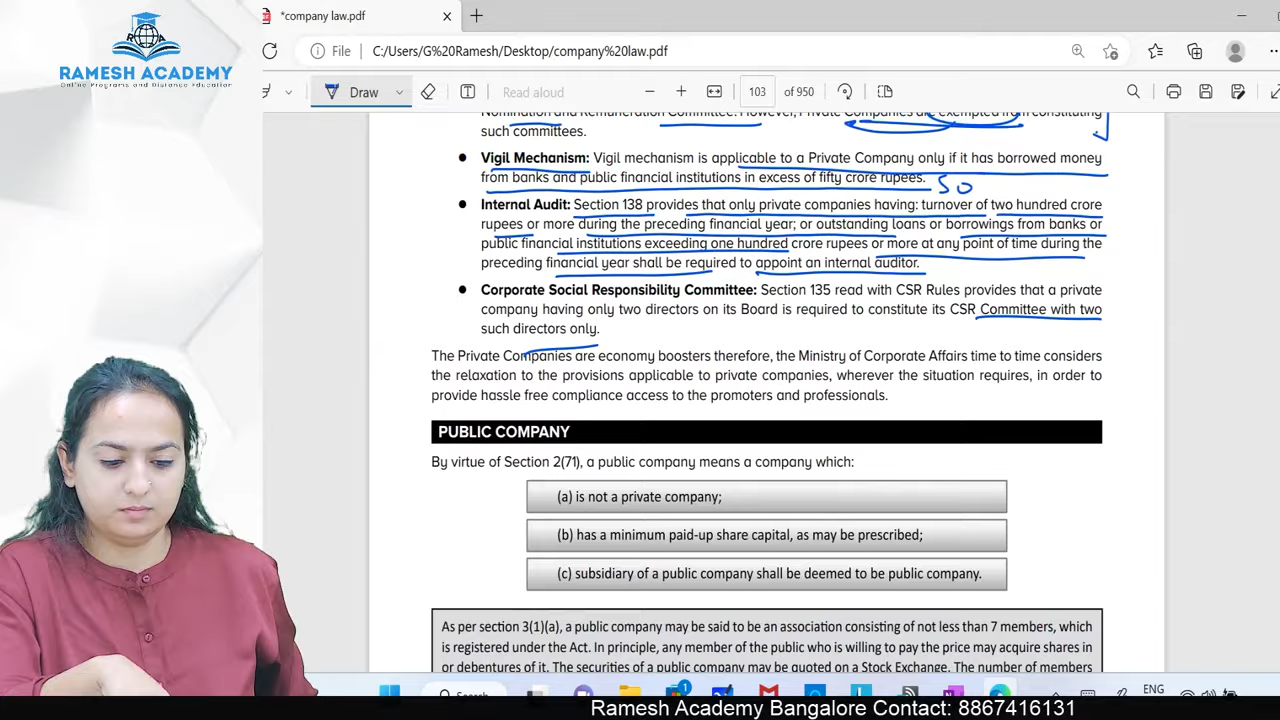 *company law.pdf
RAMESH ACADEMY
Online Programs and Distance Education
File C:/Users/G%20Ramesh/Desktop/company%20law.pdf
Draw Read aloud 103 of 950
Nomination and Remuneration Committee. However, Private Companies are exempted from constituting
such committees.
Vigil Mechanism: Vigil mechanism is applicable to a Private Company only if it has borrowed money
from banks and public financial institutions in excess of fifty crore rupees. 50
Internal Audit: Section 138 provides that only private companies having: turnover of two hundred crore
rupees or more during the preceding financial year; or outstanding loans or borrowings from banks or
public financial institutions exceeding one hundred crore rupees or more at any point of time during the
preceding financial year shall be required to appoint an internal auditor.
Corporate Social Responsibility Committee: Section 135 read with CSR Rules provides that a private
company having only two directors on its Board is required to constitute its CSR Committee with two
such directors only.
The Private Companies are economy boosters therefore, the Ministry of Corporate Affairs time to time considers
the relaxation to the provisions applicable to private companies, wherever the situation requires, in order to
provide hassle free compliance access to the promoters and professionals.
PUBLIC COMPANY
By virtue of Section 2(71), a public company means a company which:
(a) is not a private company;
(b) has a minimum paid-up share capital, as may be prescribed;
(c) subsidiary of a public company shall be deemed to be public company.
As per section 3(1)(a), a public company may be said to be an association consisting of not less than 7 members, which
is registered under the Act. In principle, any member of the public who is willing to pay the price may acquire shares in
or debentures of it. The securities of a public company may be quoted on a Stock Exchange. The number of members
Search ENG
Ramesh Academy Bangalore Contact: 8867416131